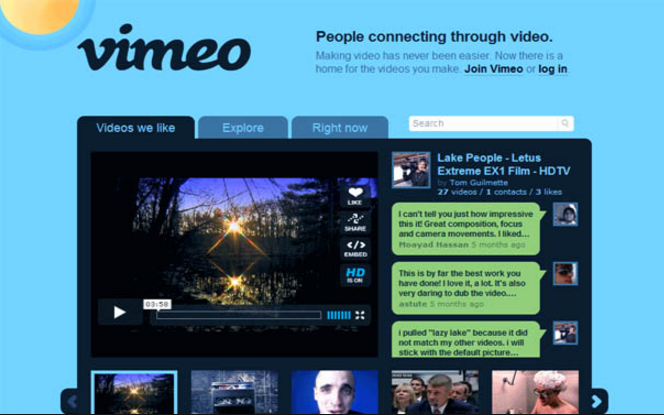 vimeo
People connecting through video.
Making video has never been easier. Now there is a
home for the videos you make. Join Vimeo or log in.
Videos we like
Explore
Right now
Search
Lake People - Letus
Extreme EX1 Film - HDTV
by Tom Guilmette
27 videos / 1 contacts / 3 likes
LIKE
SHARE
EMBED
HD
IS ON
03:58
I can't tell you just how impressive
this it! Great composition, focus
and camera movements. I liked...
Moayad Hassan 5 months ago
This is by far the best work you
have done! I love it, a lot. It's also
very daring to dub the video....
astute 5 months ago
i pulled "lazy lake" because it did
not match my other videos. i will
stick with the default picture...